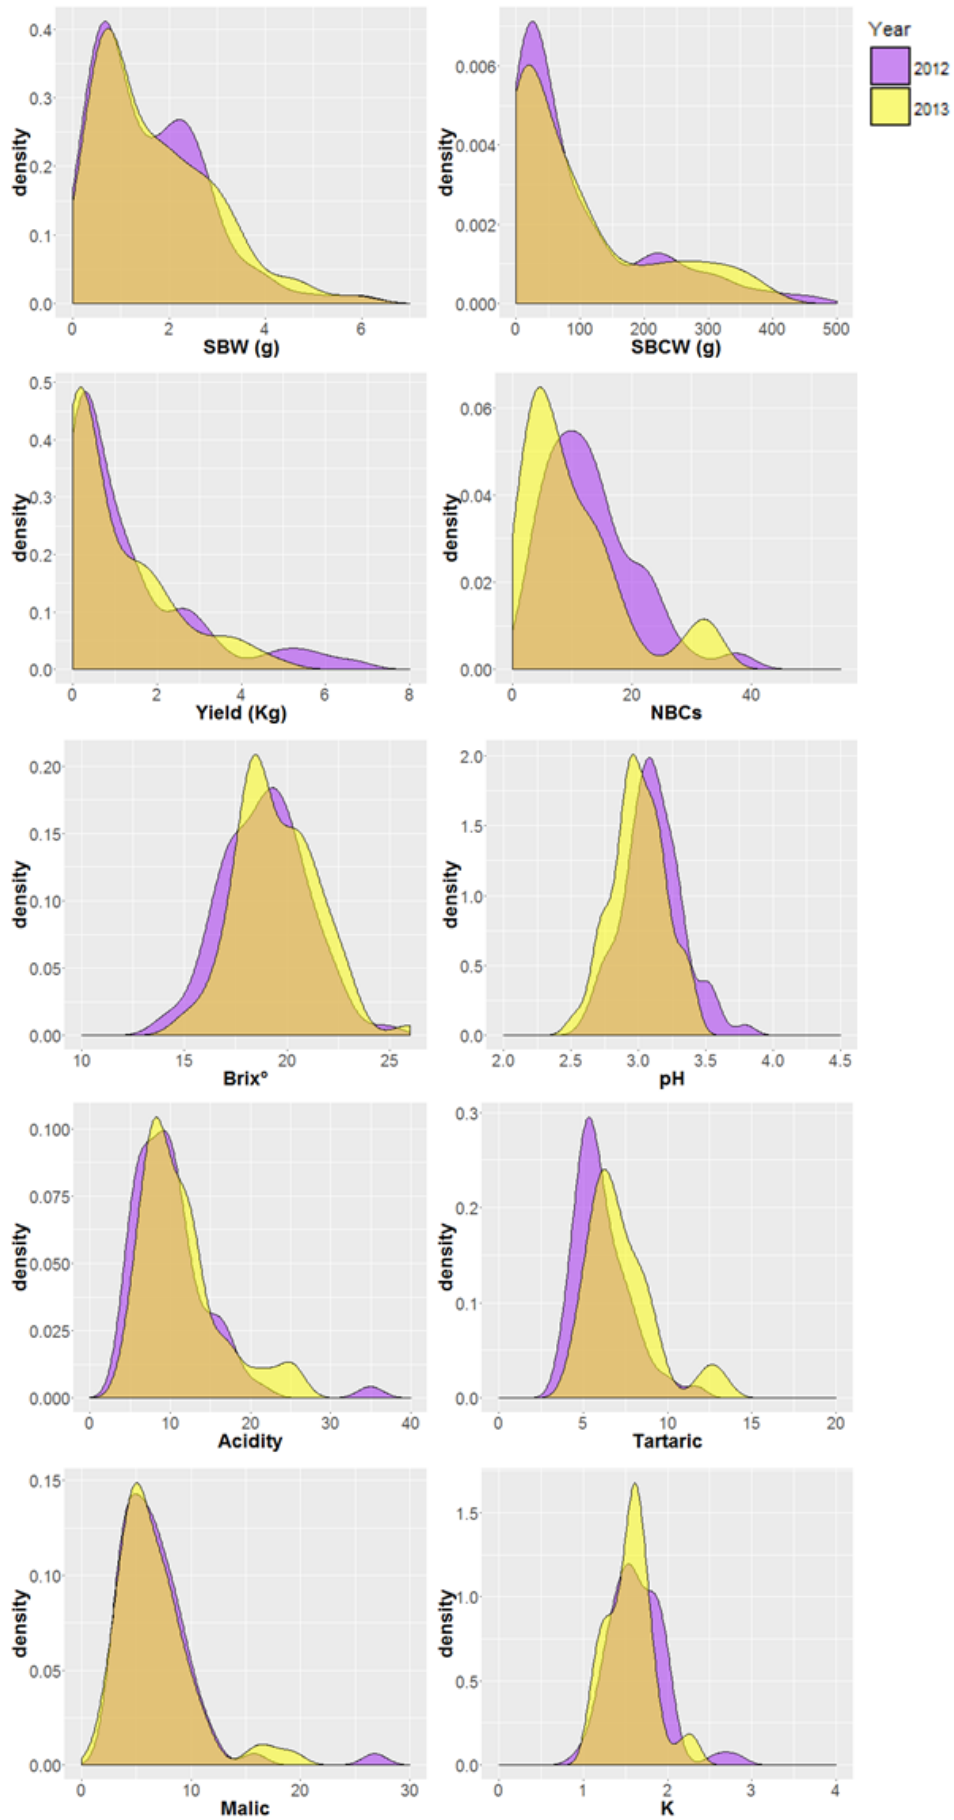 Year
2012
2013
density
0.4
0.3
0.2
0.1
0.0
0 2 4 6
SBW (g)
density
0.006
0.004
0.002
0.000
0 100 200 300 400 500
SBCW (g)
density
0.5
0.4
0.3
0.2
0.1
0.0
0 2 4 6 8
Yield (Kg)
density
0.06
0.04
0.02
0.00
0 20 40
NBCs
density
0.20
0.15
0.10
0.05
0.00
10 15 20 25
Brixº
density
2.0
1.5
1.0
0.5
0.0
2.0 2.5 3.0 3.5 4.0 4.5
pH
density
0.100
0.075
0.050
0.025
0.000
0 10 20 30 40
Acidity
density
0.3
0.2
0.1
0.0
0 5 10 15 20
Tartaric
density
0.15
0.10
0.05
0.00
0 10 20 30
Malic
density
1.5
1.0
0.5
0.0
0 1 2 3 4
K